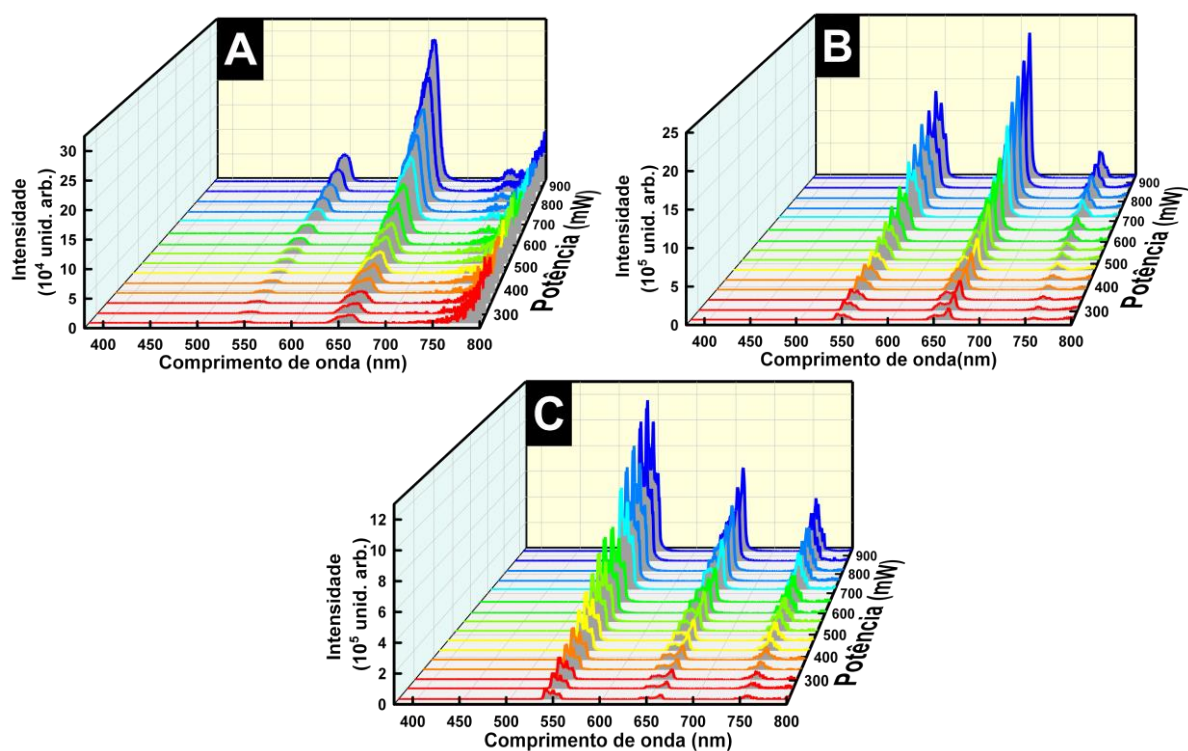 A
30
25
20
15
10
5
0
Intensidade
(10⁴ unid. arb.)
400 450 500 550 600 650 700 750 800
Comprimento de onda (nm)
300
400
500
600
700
800
900
Potência (mW)
B
25
20
15
10
5
0
Intensidade
(10⁵ unid. arb.)
400 450 500 550 600 650 700 750 800
Comprimento de onda(nm)
300
400
500
600
700
800
900
Potência (mW)
C
12
10
8
6
4
2
0
Intensidade
(10⁵ unid. arb.)
400 450 500 550 600 650 700 750 800
Comprimento de onda (nm)
300
400
500
600
700
800
900
Potência (mW)